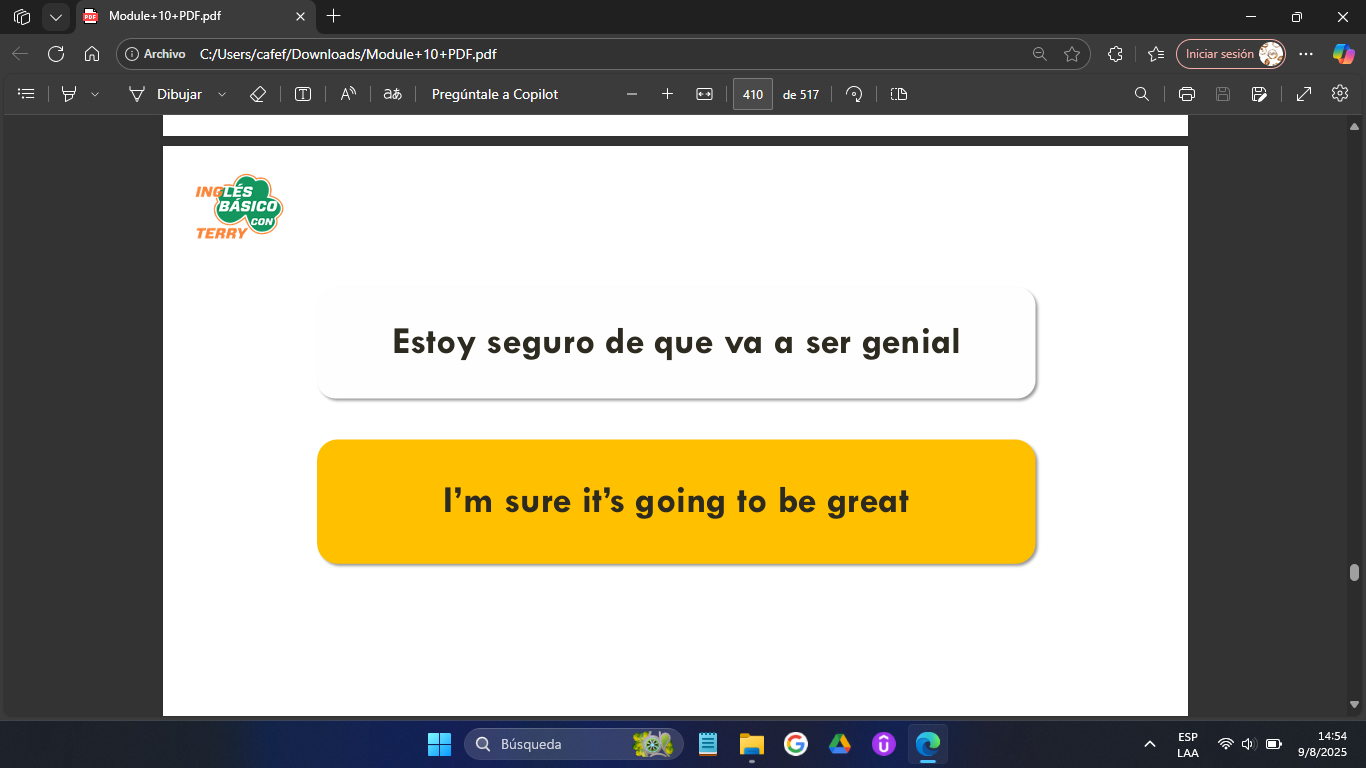 Module+10+PDF.pdf
Archivo C:/Users/cafef/Downloads/Module+10+PDF.pdf
Iniciar sesión
Dibujar
Pregúntale a Copilot
410 de 517
INGLÉS
BÁSICO
CON
TERRY
Estoy seguro de que va a ser genial
I'm sure it's going to be great
Búsqueda
ESP
LAA
14:54
9/8/2025